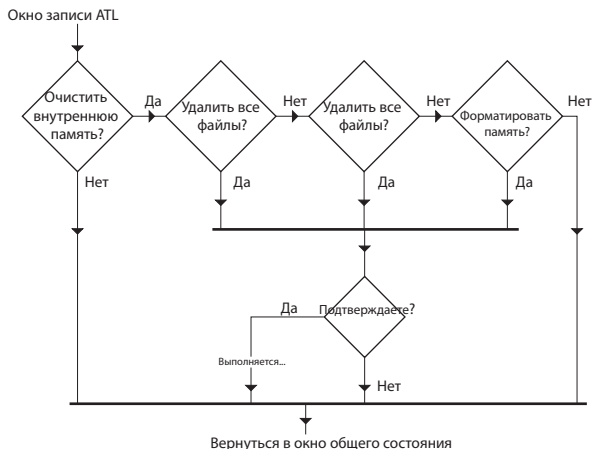 Окно записи ATL
Очистить
внутреннюю
память?
Да
Удалить все
файлы?
Нет
Удалить все
файлы?
Нет
Форматировать
память?
Нет
Нет
Да
Да
Да
Да
Подтверждаете?
Выполняется...
Нет
Вернуться в окно общего состояния